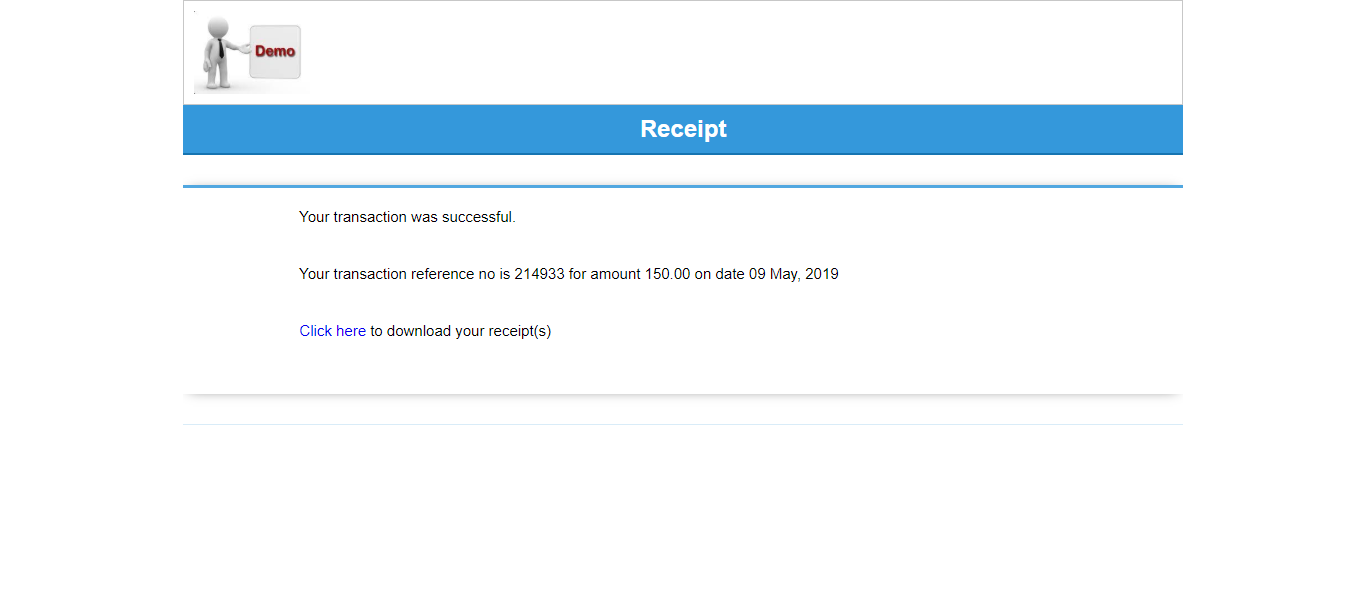 Demo
Receipt
Your transaction was successful.
Your transaction reference no is 214933 for amount 150.00 on date 09 May, 2019
Click here to download your receipt(s)